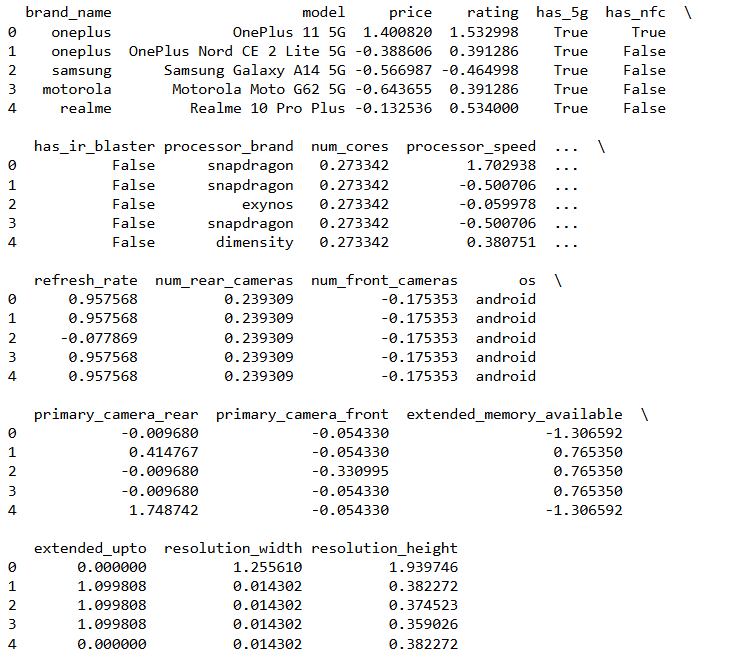 brand_name model price rating has_5g has_nfc \
0 oneplus OnePlus 11 5G 1.400820 1.532998 True True
1 oneplus OnePlus Nord CE 2 Lite 5G -0.388606 0.391286 True False
2 samsung Samsung Galaxy A14 5G -0.566987 -0.464998 True False
3 motorola Motorola Moto G62 5G -0.643655 0.391286 True False
4 realme Realme 10 Pro Plus -0.132536 0.534000 True False
has_ir_blaster processor_brand num_cores processor_speed ... \
0 False snapdragon 0.273342 1.702938 ...
1 False snapdragon 0.273342 -0.500706 ...
2 False exynos 0.273342 -0.059978 ...
3 False snapdragon 0.273342 -0.500706 ...
4 False dimensity 0.273342 0.380751 ...
refresh_rate num_rear_cameras num_front_cameras os \
0 0.957568 0.239309 -0.175353 android
1 0.957568 0.239309 -0.175353 android
2 -0.077869 0.239309 -0.175353 android
3 0.957568 0.239309 -0.175353 android
4 0.957568 0.239309 -0.175353 android
primary_camera_rear primary_camera_front extended_memory_available \
0 -0.009680 -0.054330 -1.306592
1 0.414767 -0.054330 0.765350
2 -0.009680 -0.330995 0.765350
3 -0.009680 -0.054330 0.765350
4 1.748742 -0.054330 -1.306592
extended_upto resolution_width resolution_height
0 0.000000 1.255610 1.939746
1 1.099808 0.014302 0.382272
2 1.099808 0.014302 0.374523
3 1.099808 0.014302 0.359026
4 0.000000 0.014302 0.382272